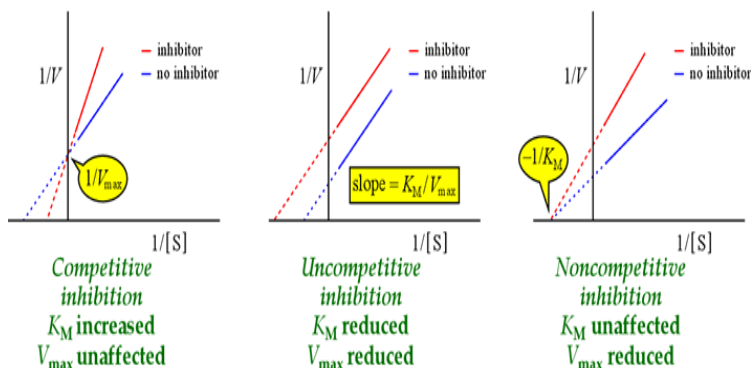 1/V
inhibitor
no inhibitor
1/Vmax
1/[S]
Competitive
inhibition
KM increased
Vmax unaffected
1/V
inhibitor
no inhibitor
slope = KM/Vmax
1/[S]
Uncompetitive
inhibition
KM reduced
Vmax reduced
1/V
inhibitor
no inhibitor
−1/KM
1/[S]
Noncompetitive
inhibition
KM unaffected
Vmax reduced